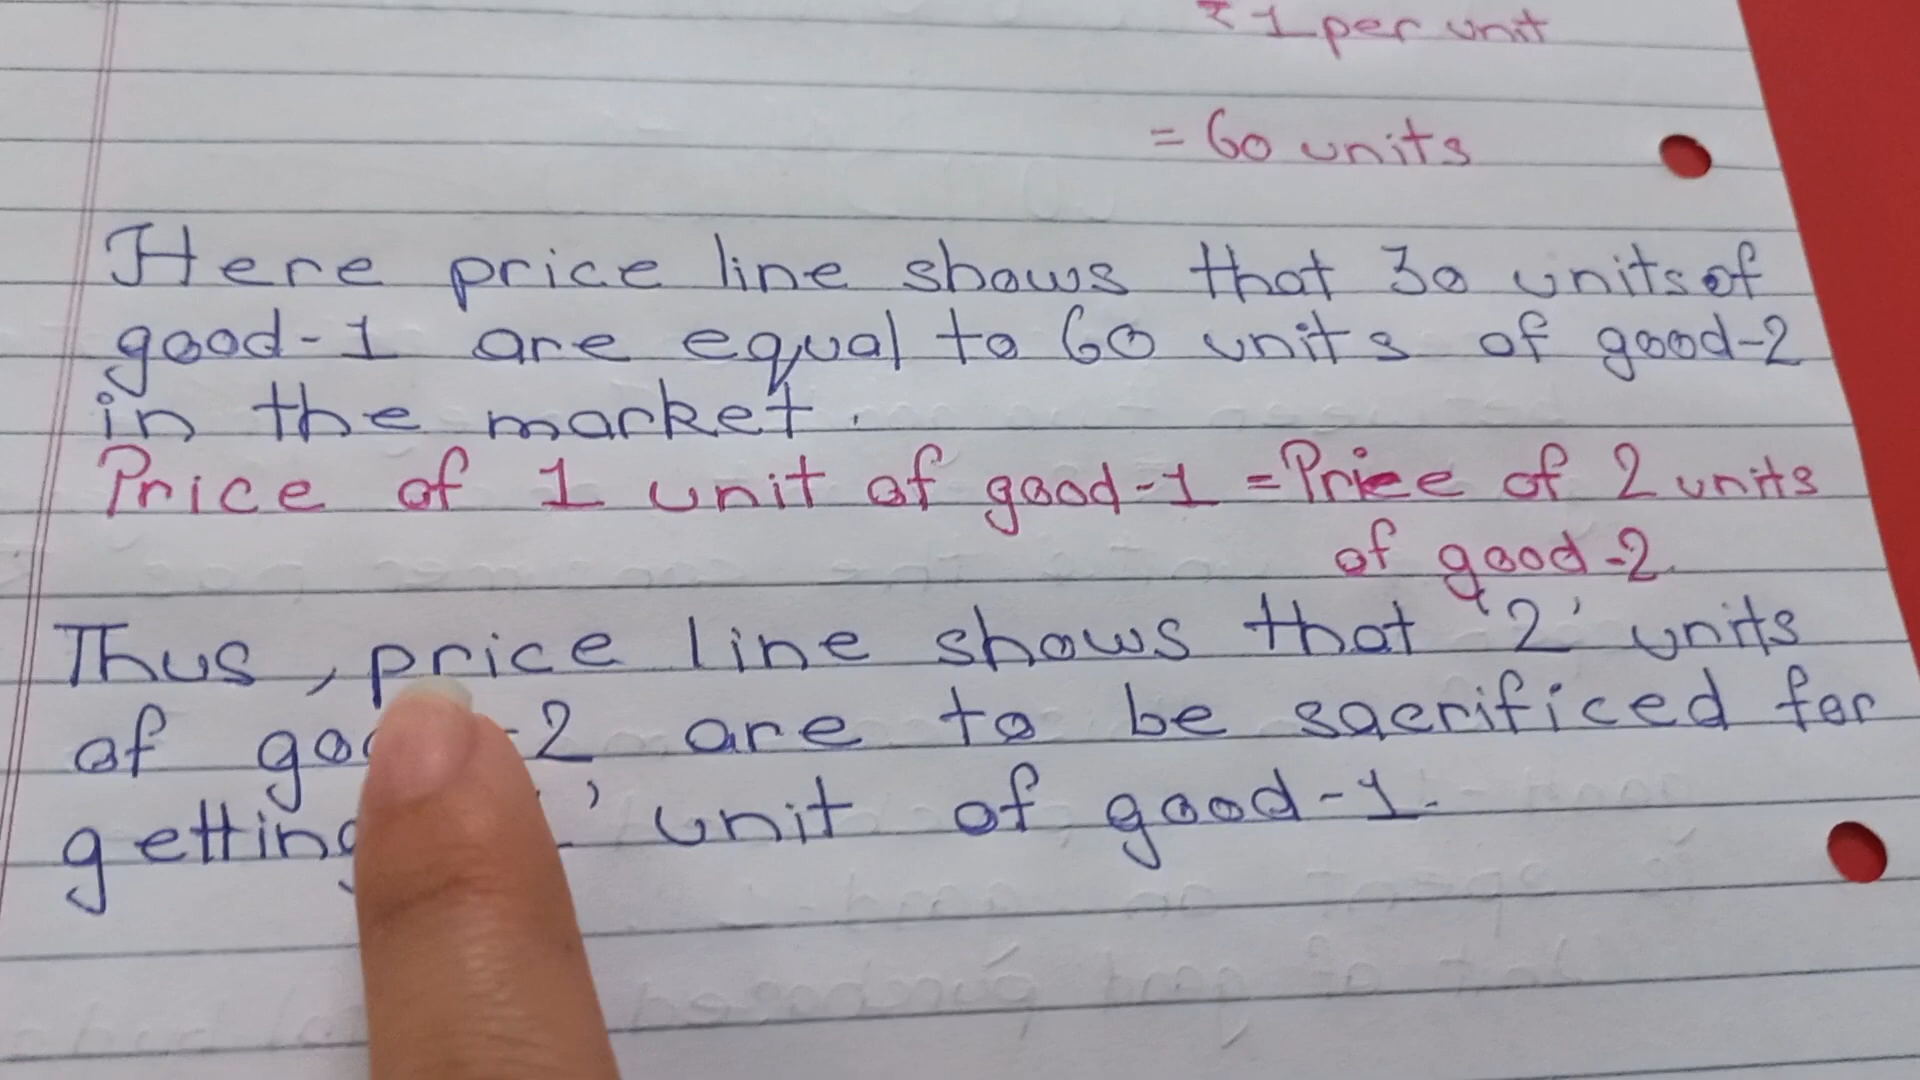 ₹1 per unit
= 60 units
Here price line shows that 30 units of
good-1 are equal to 60 units of good-2
in the market.
Price of 1 unit of good-1 = Price of 2 units
of good-2.
Thus, price line shows that '2' units
of -2 are to be sacrificed for
getting unit of good-1.